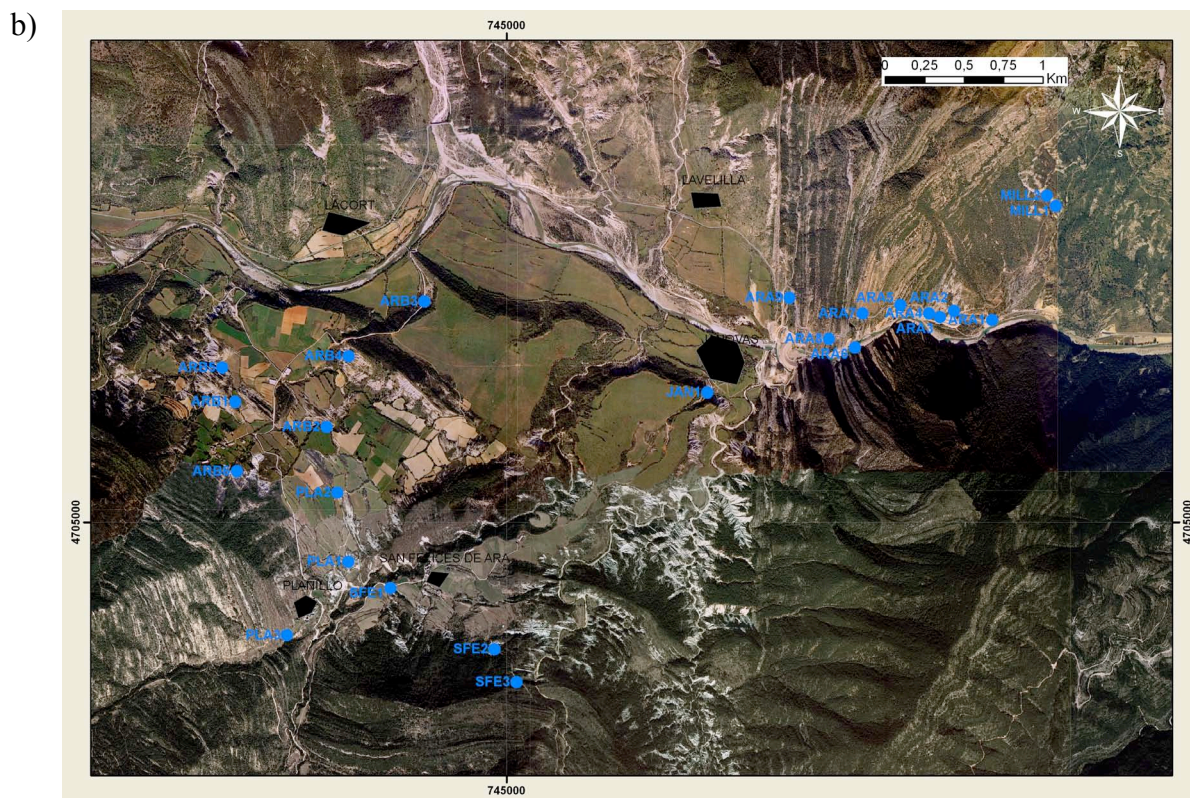 b)
745000
0 0,25 0,5 0,75 1
Km
N
W E
S
LAVELILLA
LACORT
ARB3
ARA9
ARA5 ARA2
ARA7
ARA4
ARA1
ARA3
ARA8
ARA6
ARB4
JAN1
ARB1
ARB2
PLA2
4705000
4705000
SAN FELICES DE ARA
PLA1
PLANILLO
SFE1
PLA3
SFE2
SFE3
745000